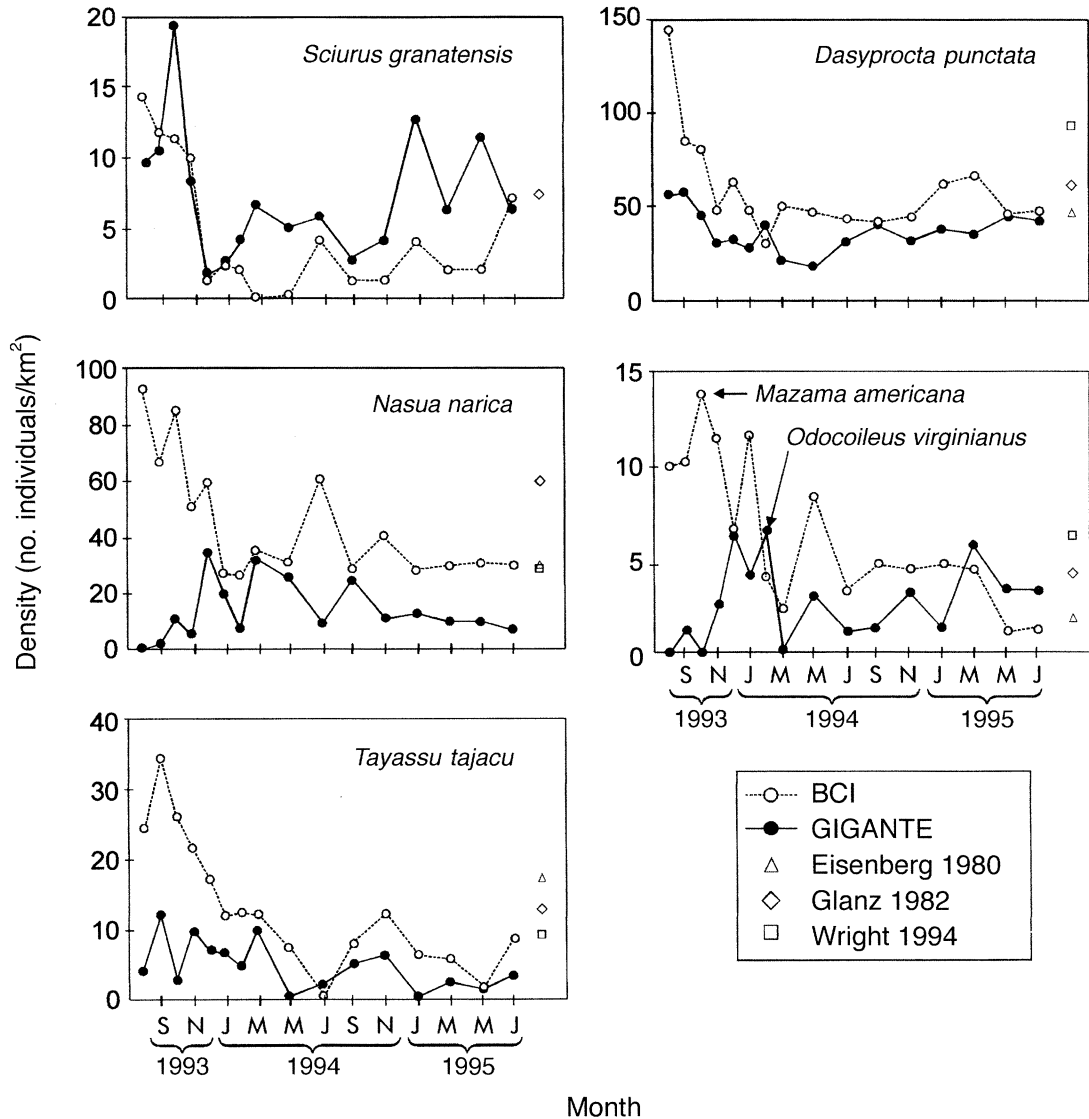 Density (no. individuals/km²)
20
15
10
5
0
Sciurus granatensis
150
100
50
0
Dasyprocta punctata
100
80
60
40
20
0
Nasua narica
15
10
5
0
Mazama americana
Odocoileus virginianus
S N J M M J S N J M M J
1993 1994 1995
40
30
20
10
0
Tayassu tajacu
S N J M M J S N J M M J
1993 1994 1995
BCI
GIGANTE
Eisenberg 1980
Glanz 1982
Wright 1994
Month